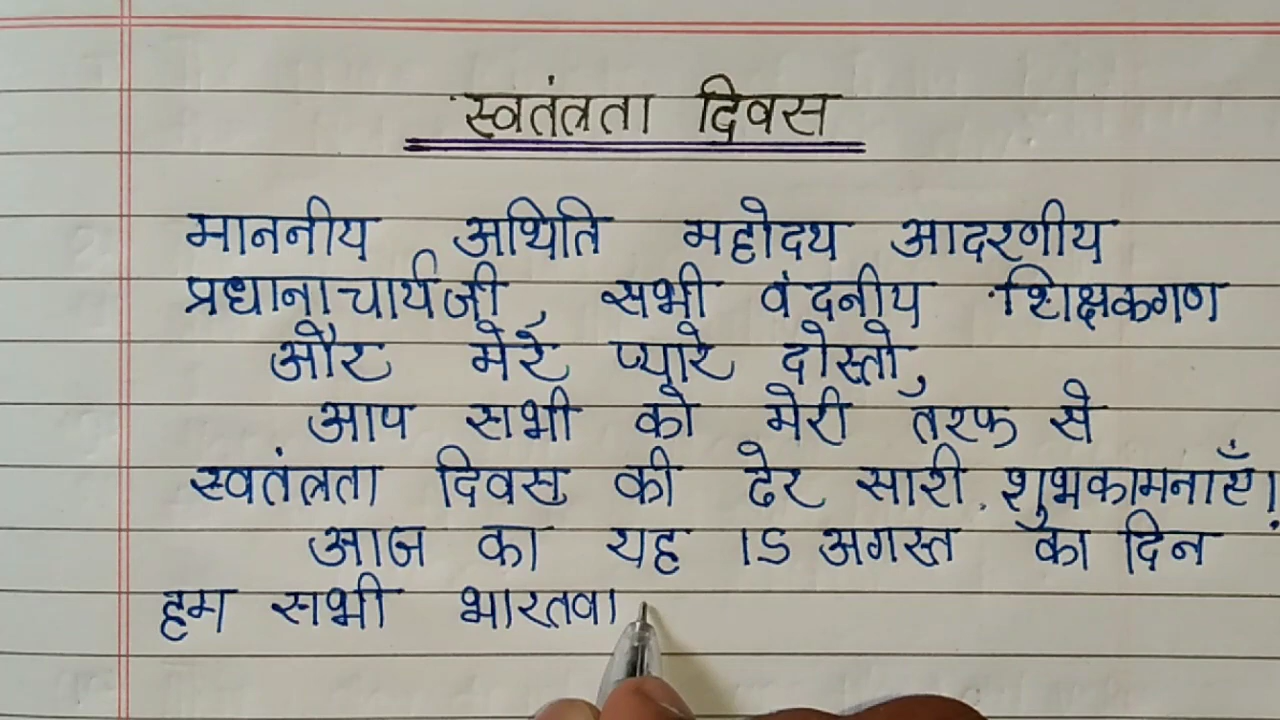 स्वतंत्रता दिवस
माननीय अथिति महोदय आदरणीय
प्रधानाचार्यजी, सभी वंदनीय शिक्षकगण
और मेरे प्यारे दोस्तो,
आप सभी को मेरी तरफ से
स्वतंत्रता दिवस की ढेर सारी शुभकामनाएँ।
आज का यह 15 अगस्त का दिन
हम सभी भारतवा